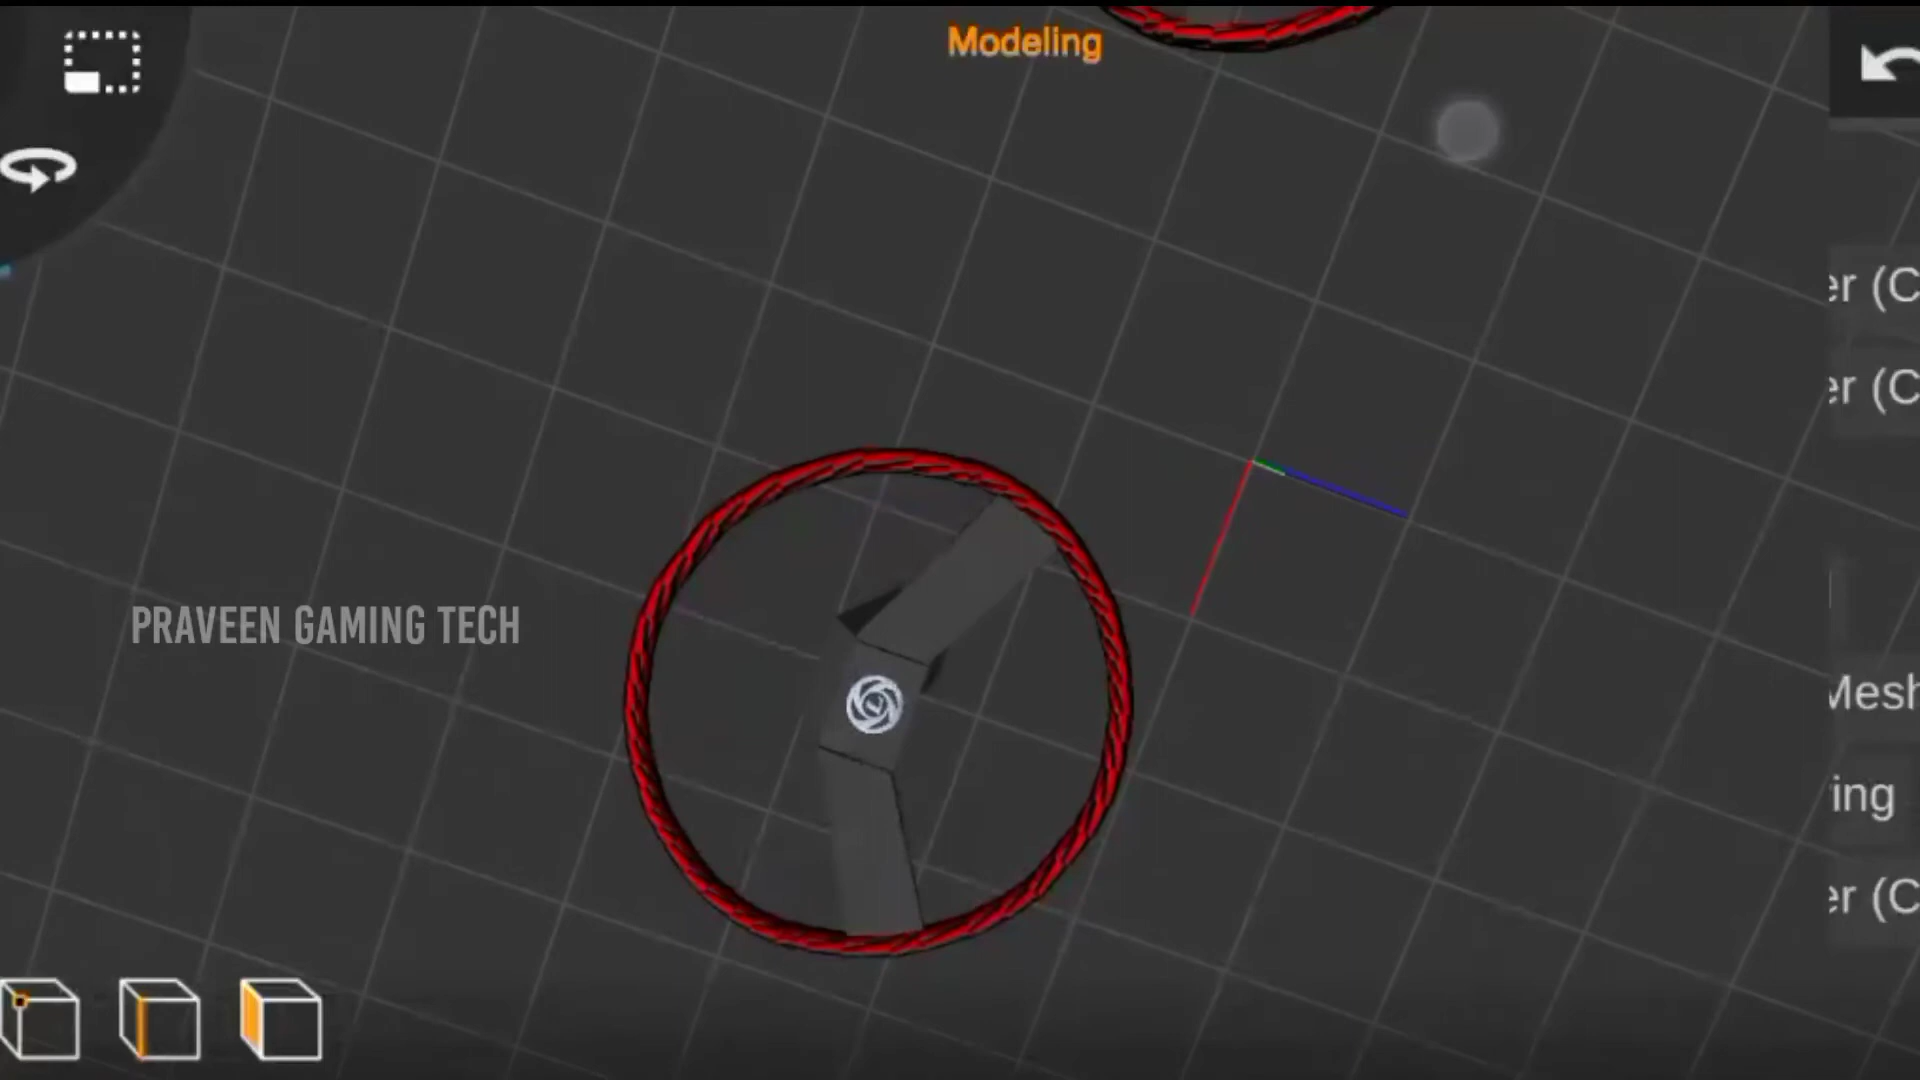 Modeling
er (C
er (C
PRAVEEN GAMING TECH
Mesh
ing
er (C